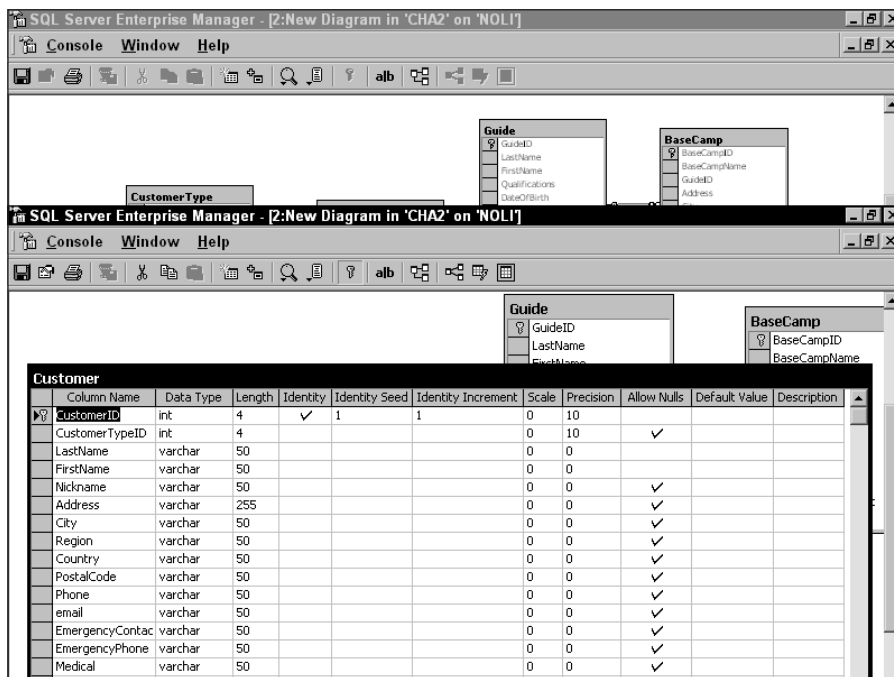 SQL Server Enterprise Manager - [2:New Diagram in 'CHA2' on 'NOLI']
Console Window Help
a|b
Guide
GuideID
LastName
FirstName
Qualifications
DateOfBirth
BaseCamp
BaseCampID
BaseCampName
GuideID
Address
CustomerType
SQL Server Enterprise Manager - [2:New Diagram in 'CHA2' on 'NOLI']
Console Window Help
a|b
Guide
GuideID
LastName
FirstName
BaseCamp
BaseCampID
BaseCampName
Customer
Column Name Data Type Length Identity Identity Seed Identity Increment Scale Precision Allow Nulls Default Value Description
CustomerID int 4 ✓ 1 1 0 10
CustomerTypeID int 4 0 10 ✓
LastName varchar 50 0 0
FirstName varchar 50 0 0
Nickname varchar 50 0 0 ✓
Address varchar 255 0 0 ✓
City varchar 50 0 0 ✓
Region varchar 50 0 0 ✓
Country varchar 50 0 0 ✓
PostalCode varchar 50 0 0 ✓
Phone varchar 50 0 0 ✓
email varchar 50 0 0 ✓
EmergencyContac varchar 50 0 0 ✓
EmergencyPhone varchar 50 0 0 ✓
Medical varchar 50 0 0 ✓